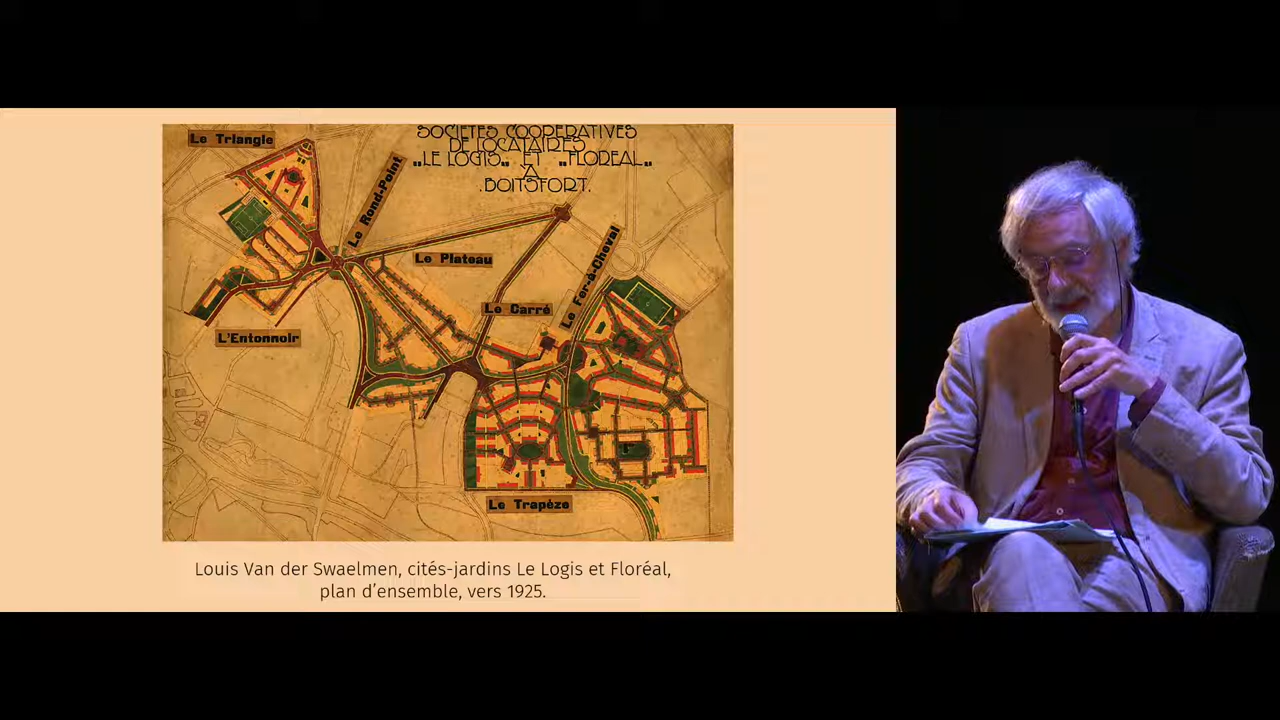 SOCIETES COOPERATIVES
DE LOCATAIRES
„LE LOGIS„ ET „FLOREAL„
A
.BOITSFORT.
Le Triangle
Le Rond-Point
Le Plateau
Le Fer-à-Cheval
Le Carré
L'Entonnoir
Le Trapèze
Louis Van der Swaelmen, cités-jardins Le Logis et Floréal,
plan d’ensemble, vers 1925.